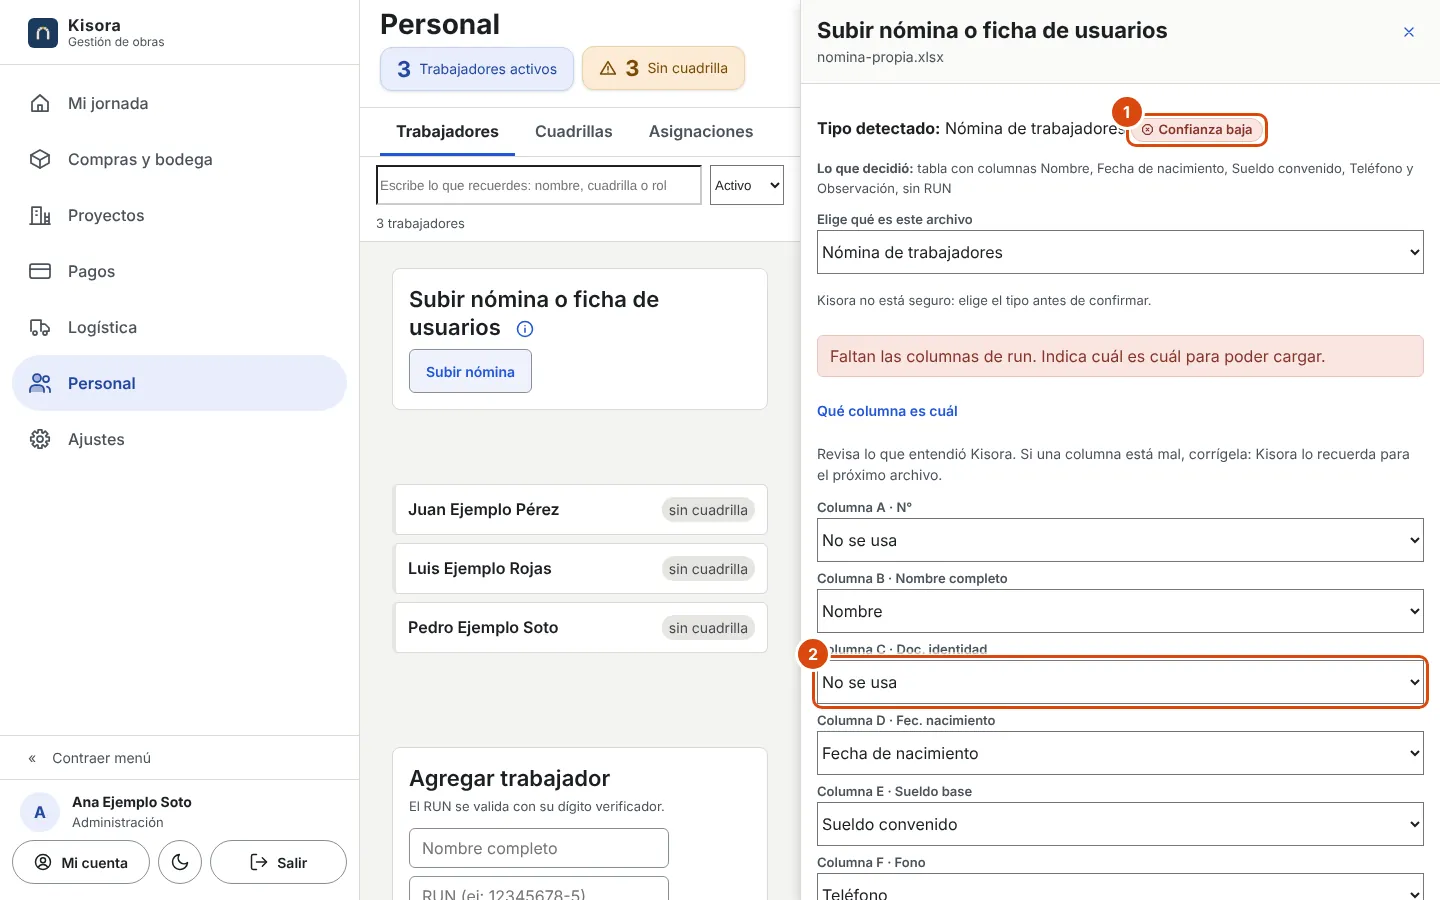 Kisora
Gestión de obras
Mi jornada
Compras y bodega
Proyectos
Pagos
Logística
Personal
Ajustes
« Contraer menú
A
Ana Ejemplo Soto
Administración
Mi cuenta
Salir
Personal
3 Trabajadores activos
3 Sin cuadrilla
Trabajadores Cuadrillas Asignaciones
Escribe lo que recuerdes: nombre, cuadrilla o rol
Activo
3 trabajadores
Subir nómina o ficha de
usuarios
Subir nómina
Juan Ejemplo Pérez sin cuadrilla
Luis Ejemplo Rojas sin cuadrilla
Pedro Ejemplo Soto sin cuadrilla
Agregar trabajador
El RUN se valida con su dígito verificador.
Nombre completo
RUN (ej: 12345678-5)
Subir nómina o ficha de usuarios
nomina-propia.xlsx
1
Tipo detectado: Nómina de trabajadores Confianza baja
Lo que decidió: tabla con columnas Nombre, Fecha de nacimiento, Sueldo convenido, Teléfono y
Observación, sin RUN
Elige qué es este archivo
Nómina de trabajadores
Kisora no está seguro: elige el tipo antes de confirmar.
Faltan las columnas de run. Indica cuál es cuál para poder cargar.
Qué columna es cuál
Revisa lo que entendió Kisora. Si una columna está mal, corrígela: Kisora lo recuerda para
el próximo archivo.
Columna A · N°
No se usa
Columna B · Nombre completo
Nombre
2
Columna C · Doc. identidad
No se usa
Columna D · Fec. nacimiento
Fecha de nacimiento
Columna E · Sueldo base
Sueldo convenido
Columna F · Fono
Teléfono